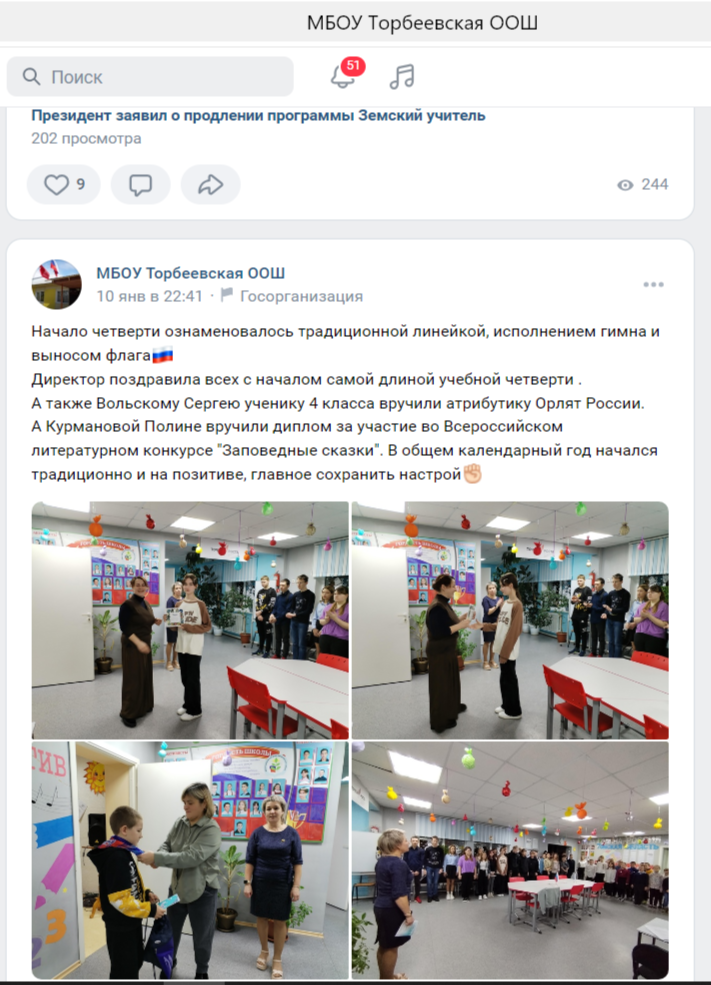 МБОУ Торбеевская ООШ
Поиск
51
Президент заявил о продлении программы Земский учитель
202 просмотра
9
244
МБОУ Торбеевская ООШ
10 янв в 22:41 · Госорганизация
Начало четверти ознаменовалось традиционной линейкой, исполнением гимна и
выносом флага🇷🇺
Директор поздравила всех с началом самой длиной учебной четверти .
А также Вольскому Сергею ученику 4 класса вручили атрибутику Орлят России.
А Курмановой Полине вручили диплом за участие во Всероссийском
литературном конкурсе "Заповедные сказки". В общем календарный год начался
традиционно и на позитиве, главное сохранить настрой✊🏻
ТИВ
ШКОЛЫ
3